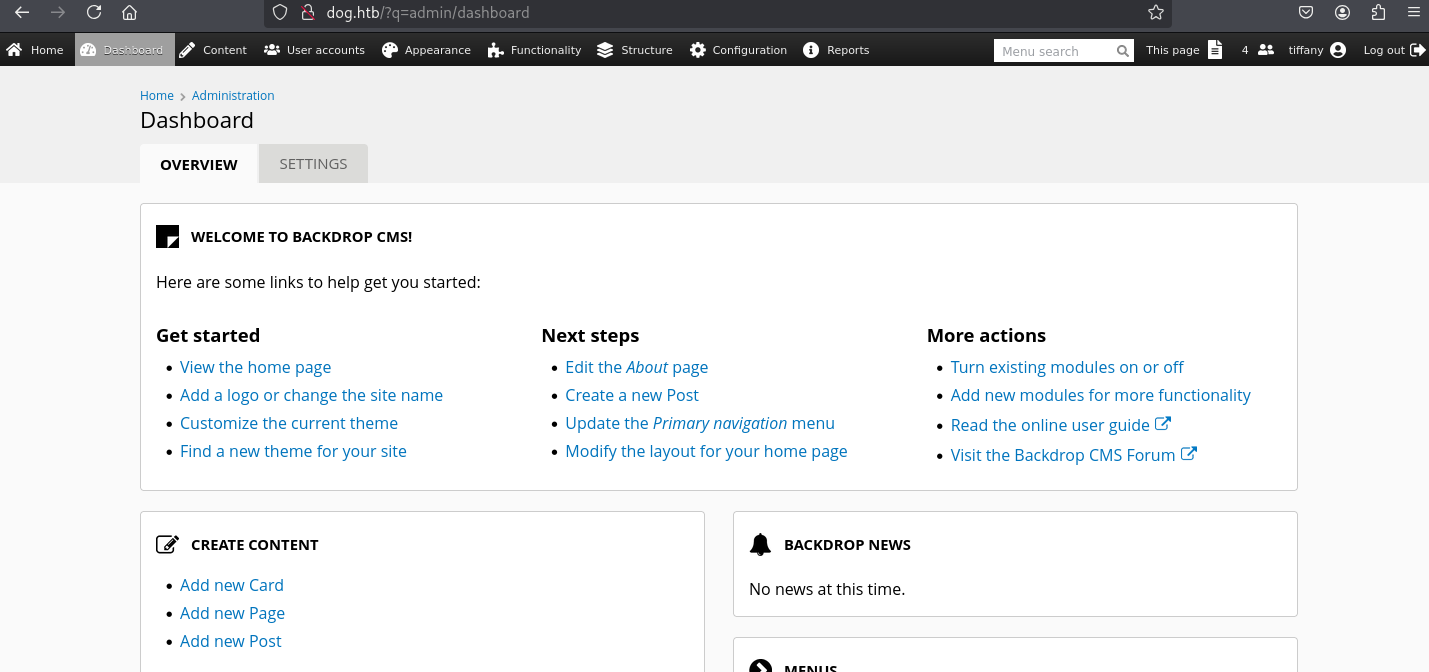 dog.htb/?q=admin/dashboard
Home Dashboard Content User accounts Appearance Functionality Structure Configuration Reports Menu search This page 4 tiffany Log out
Home › Administration
Dashboard
OVERVIEW SETTINGS
WELCOME TO BACKDROP CMS!
Here are some links to help get you started:
Get started
View the home page
Add a logo or change the site name
Customize the current theme
Find a new theme for your site
Next steps
Edit the About page
Create a new Post
Update the Primary navigation menu
Modify the layout for your home page
More actions
Turn existing modules on or off
Add new modules for more functionality
Read the online user guide
Visit the Backdrop CMS Forum
CREATE CONTENT
Add new Card
Add new Page
Add new Post
BACKDROP NEWS
No news at this time.
MENUS